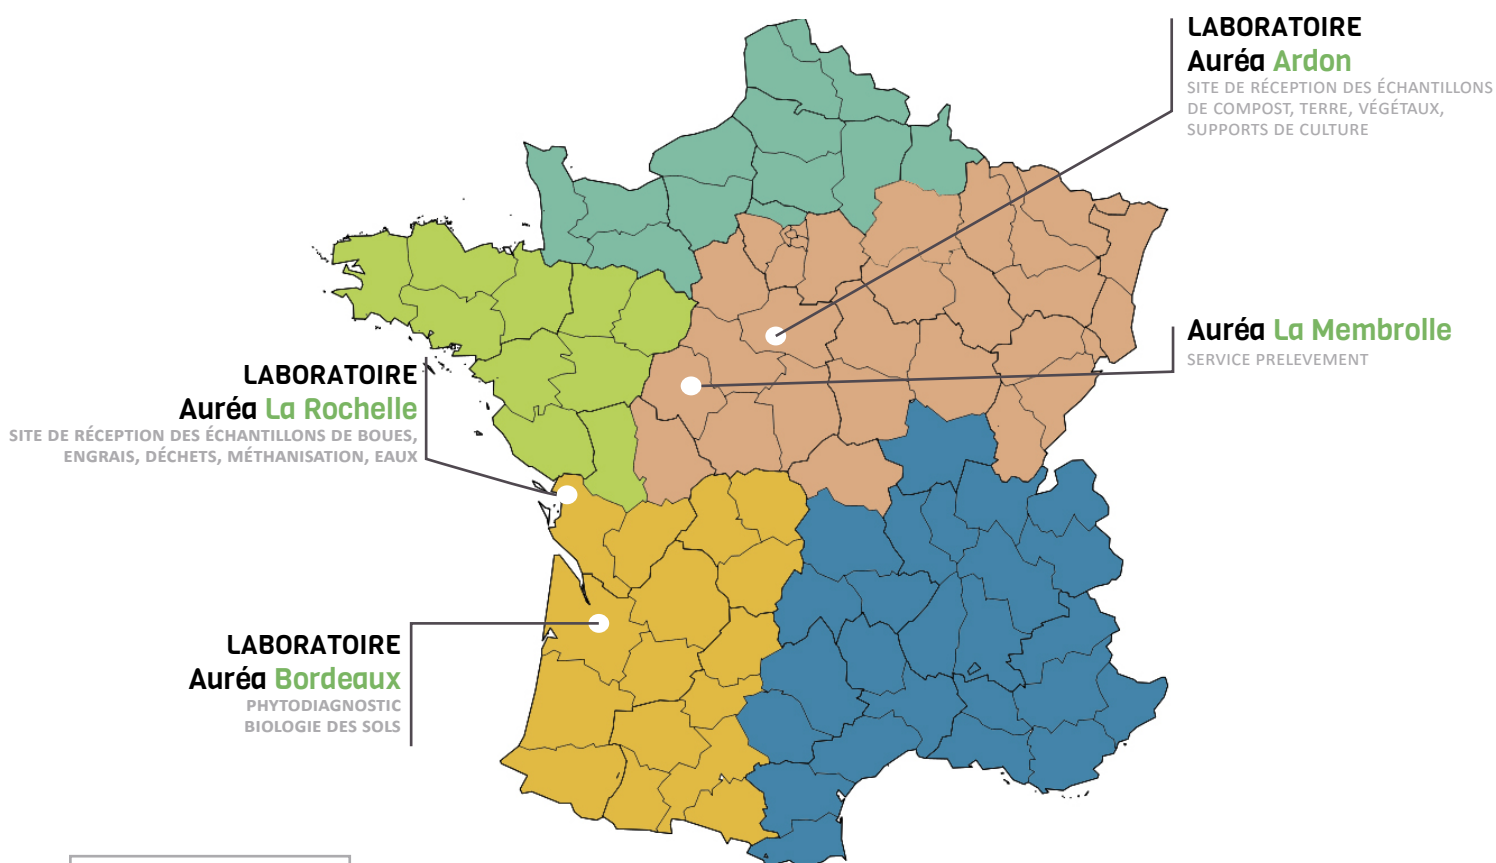 LABORATOIRE
Auréa Ardon
SITE DE RÉCEPTION DES ÉCHANTILLONS
DE COMPOST, TERRE, VÉGÉTAUX,
SUPPORTS DE CULTURE
Auréa La Membrolle
SERVICE PRELEVEMENT
LABORATOIRE
Auréa La Rochelle
SITE DE RÉCEPTION DES ÉCHANTILLONS DE BOUES,
ENGRAIS, DÉCHETS, MÉTHANISATION, EAUX
LABORATOIRE
Auréa Bordeaux
PHYTODIAGNOSTIC
BIOLOGIE DES SOLS